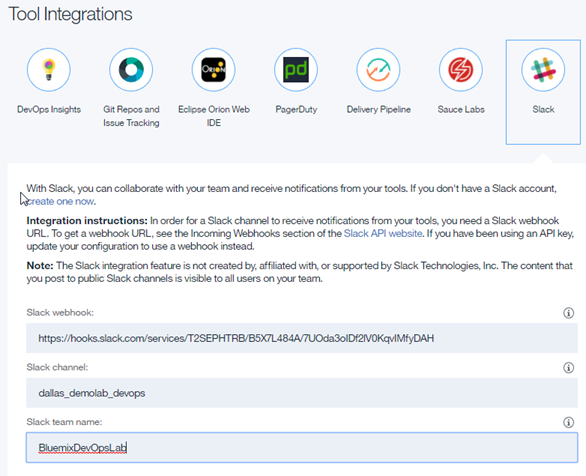 Tool Integrations
DevOps Insights
Git Repos and
Issue Tracking
Eclipse Orion Web
IDE
PagerDuty
Delivery Pipeline
Sauce Labs
Slack
ORION
pd
With Slack, you can collaborate with your team and receive notifications from your tools. If you don't have a Slack account,
create one now.
Integration instructions: In order for a Slack channel to receive notifications from your tools, you need a Slack webhook
URL. To get a webhook URL, see the Incoming Webhooks section of the Slack API website. If you have been using an API key,
update your configuration to use a webhook instead.
Note: The Slack integration feature is not created by, affiliated with, or supported by Slack Technologies, Inc. The content that
you post to public Slack channels is visible to all users on your team.
Slack webhook:
https://hooks.slack.com/services/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
Slack channel:
dallas_demolab_devops
Slack team name:
BluemixDevOpsLab